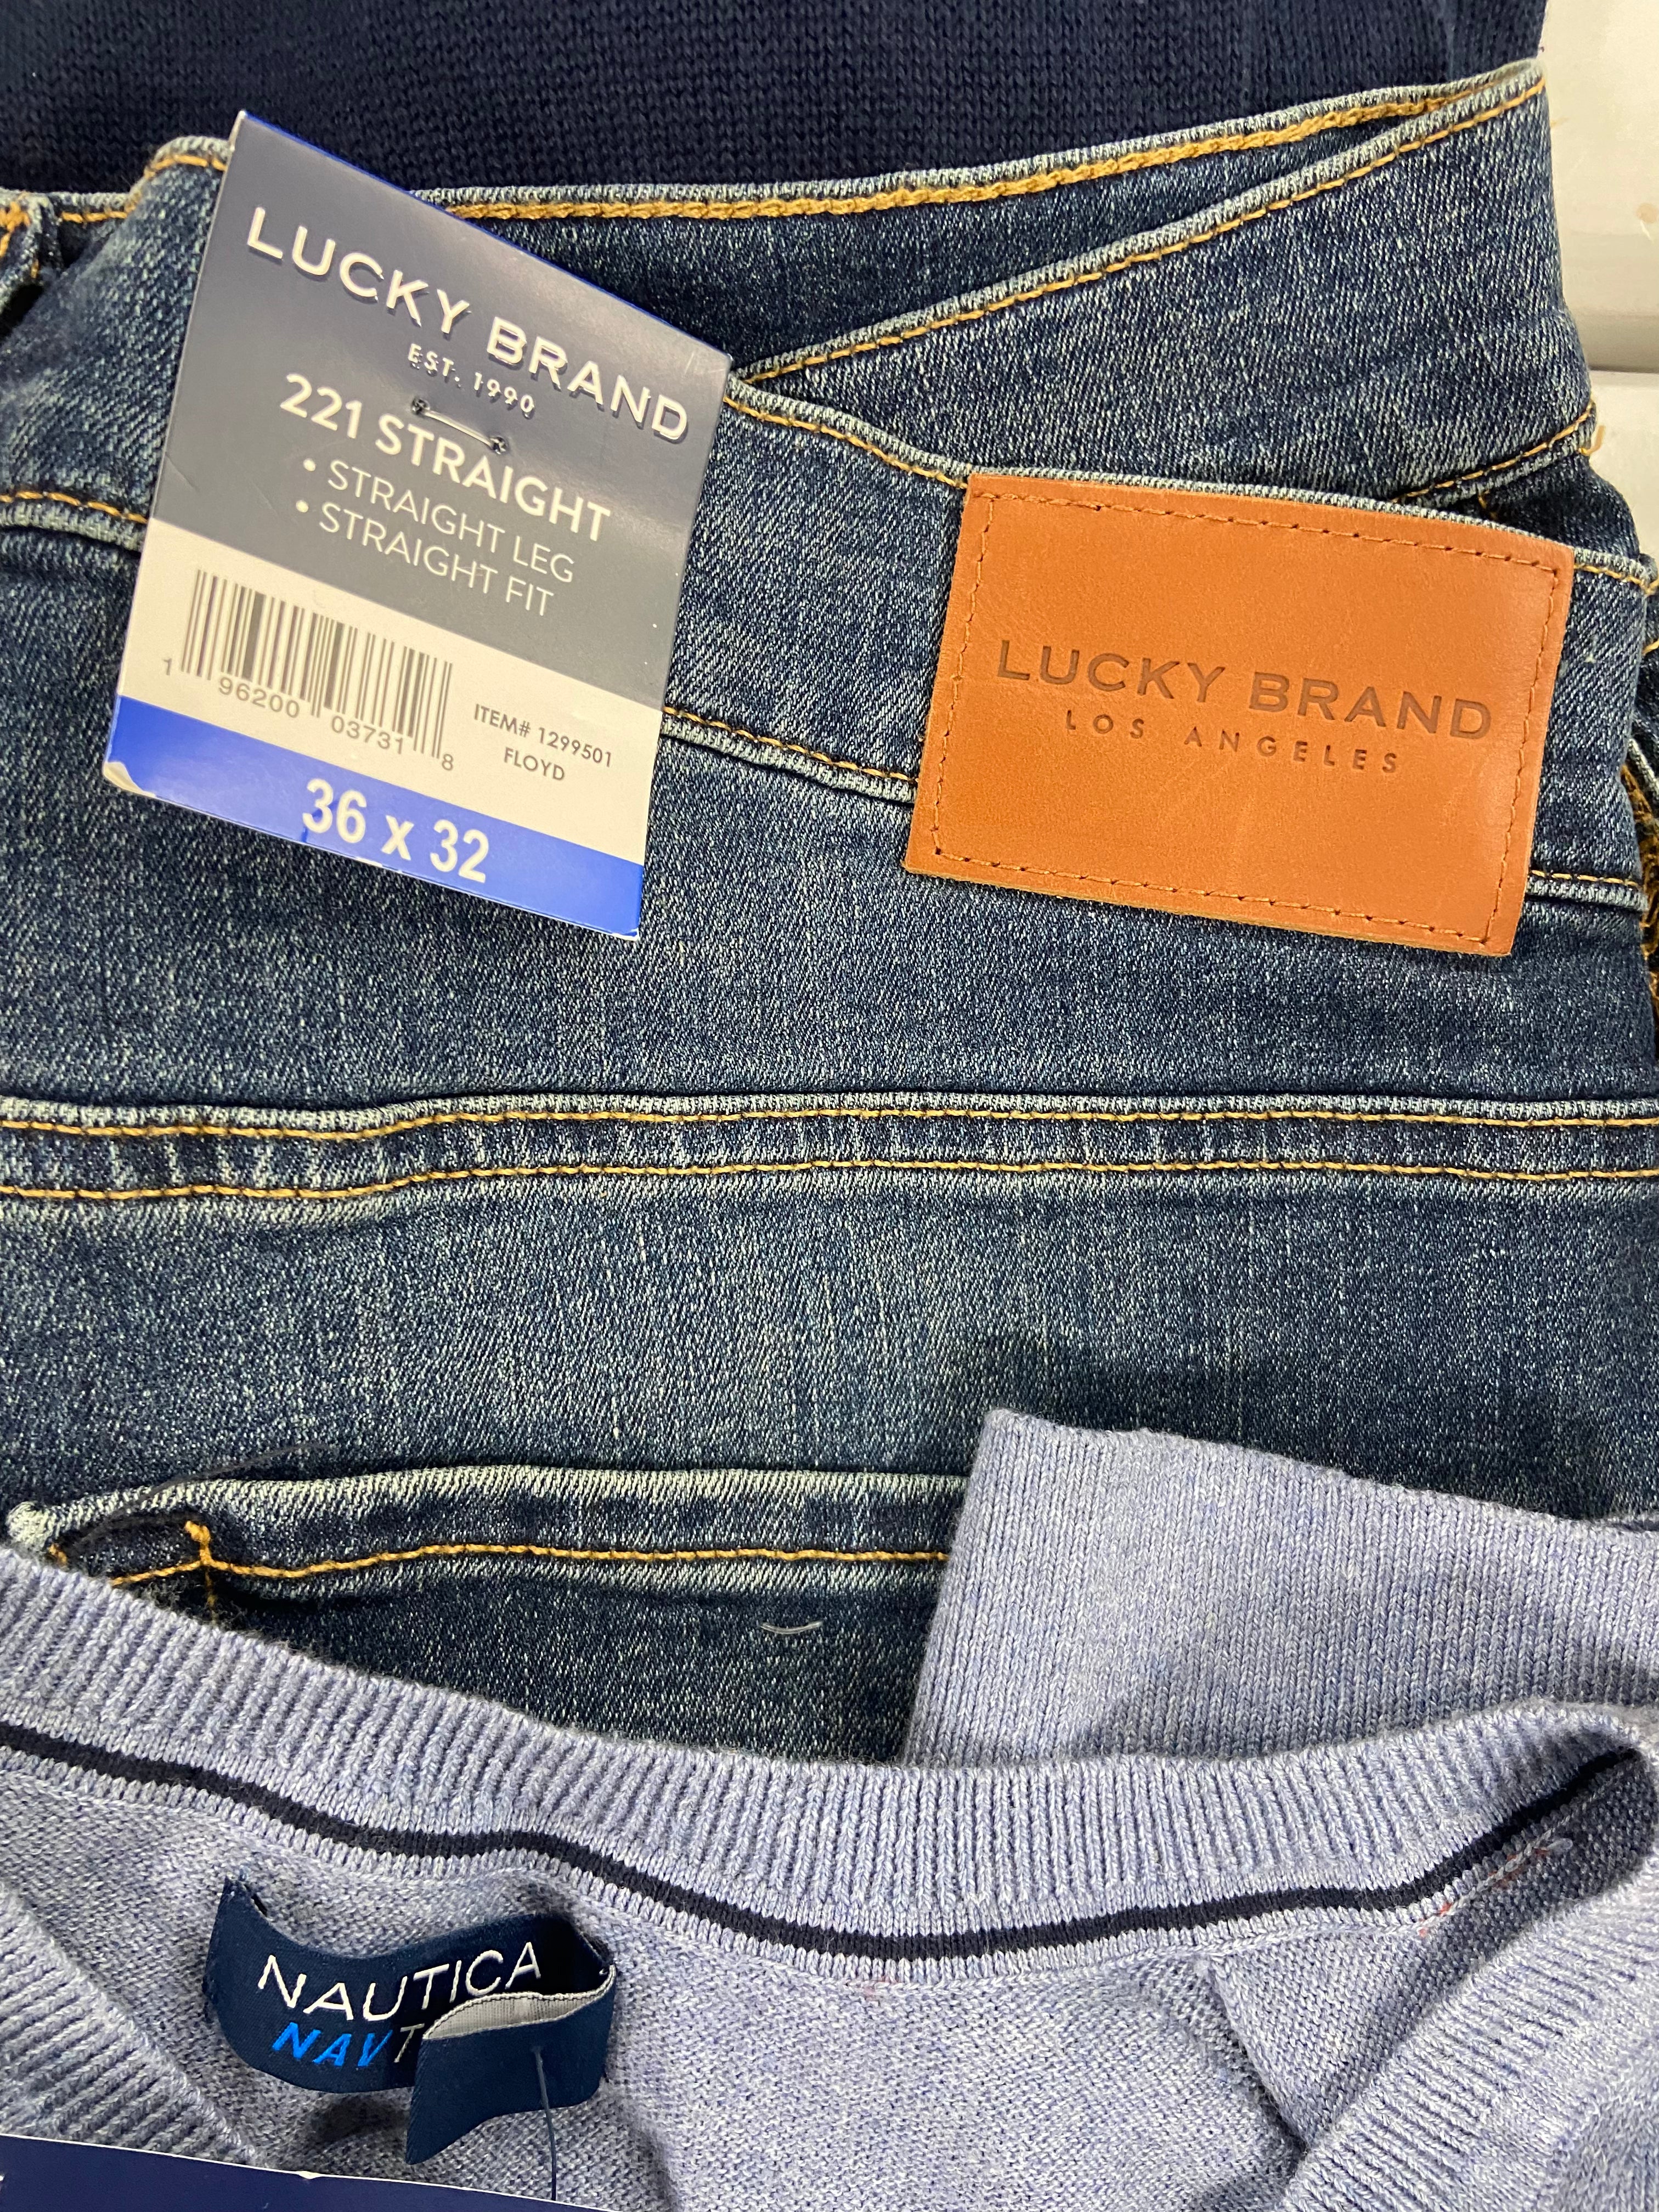 LUCKY BRAND
EST. 1990
221 STRAIGHT
• STRAIGHT LEG
• STRAIGHT FIT
1 96200 03731 8
ITEM# 1299501
FLOYD
36 x 32
LUCKY BRAND
LOS ANGELES
NAUTICA